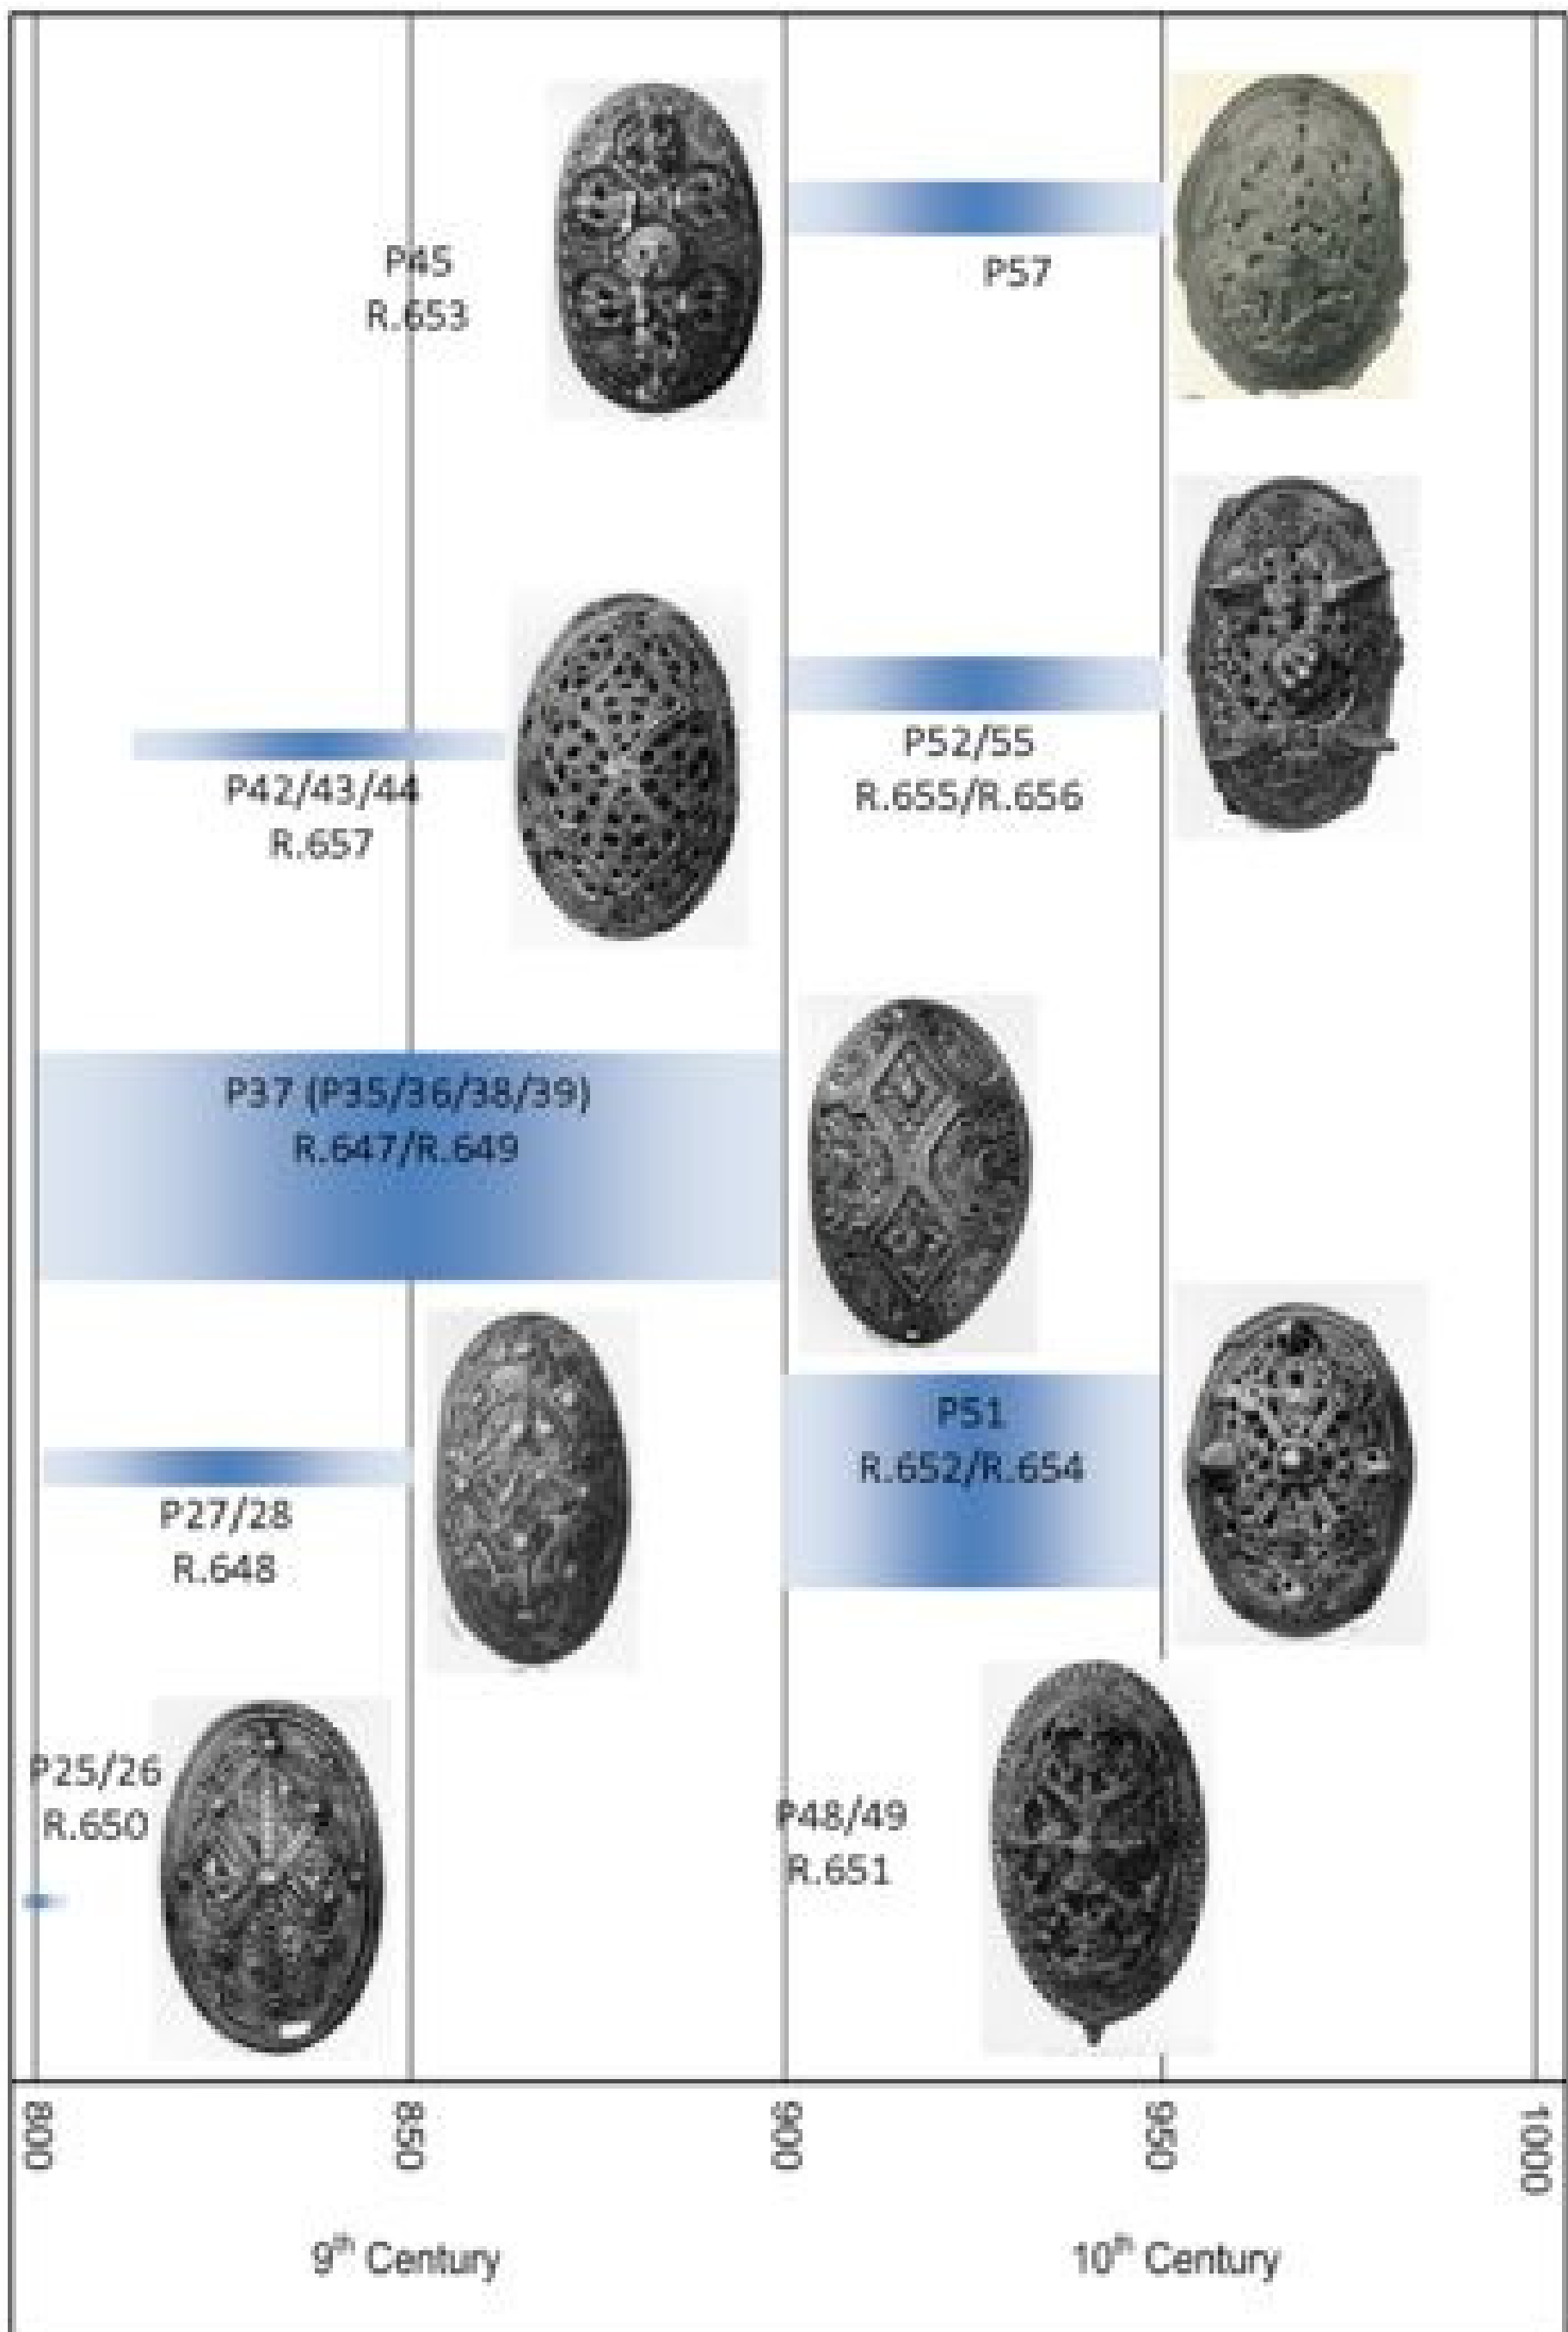 P45
R.653
P57
P42/43/44
R.657
P52/55
R.655/R.656
P37 (P35/36/38/39)
R.647/R.649
P51
R.652/R.654
P27/28
R.648
P25/26
R.650
P48/49
R.651
800
850
900
950
1000
9th Century
10th Century